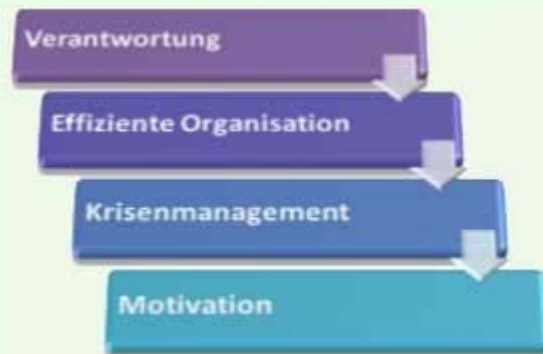 Verantwortung
Effiziente Organisation
Krisenmanagement
Motivation